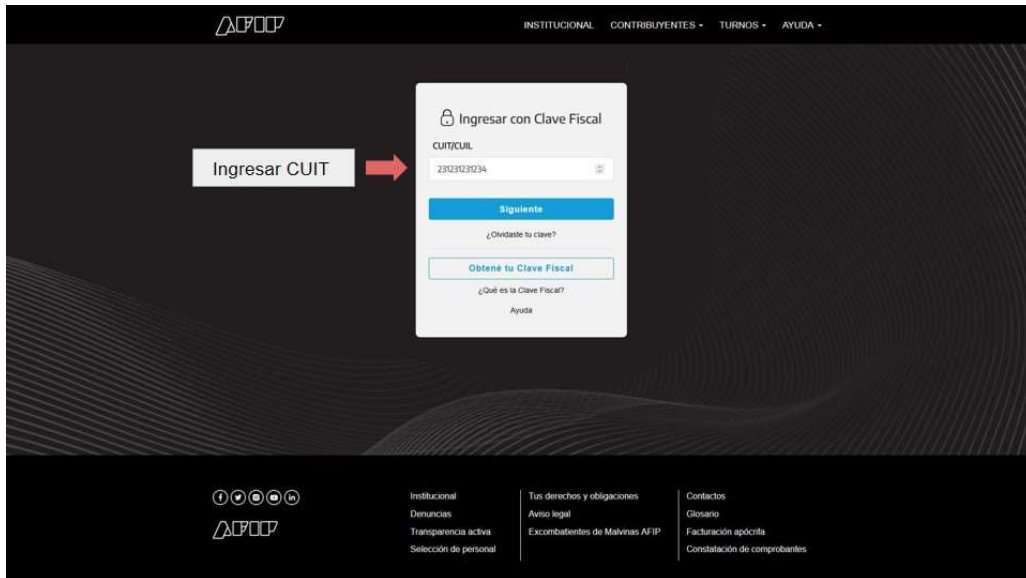 AFIP
INSTITUCIONAL CONTRIBUYENTES TURNOS AYUDA
Ingresar con Clave Fiscal
CUIT/CUIL
Ingresar CUIT
231231231234
Siguiente
¿Olvidaste tu clave?
Obtené tu Clave Fiscal
¿Qué es la Clave Fiscal?
Ayuda
AFIP
Institucional
Denuncias
Transparencia activa
Selección de personal
Tus derechos y obligaciones
Aviso legal
Excombatientes de Malvinas AFIP
Contactos
Glosario
Facturación apócrifa
Constatación de comprobantes